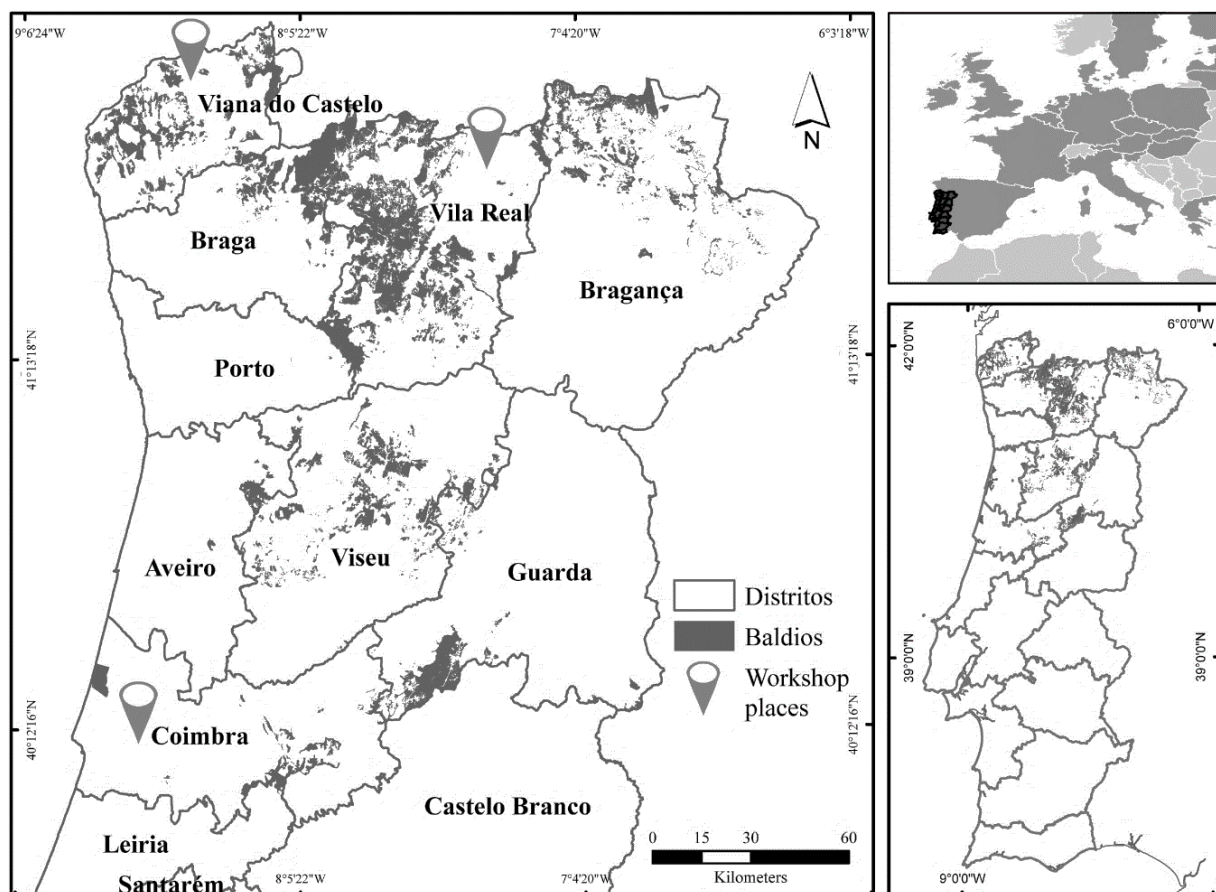 9°6'24"W
8°5'22"W
7°4'20"W
6°3'18"W
Viana do Castelo
N
Vila Real
Braga
Bragança
41°13'18"N
41°13'18"N
Porto
Aveiro
Viseu
Guarda
Distritos
Baldios
Workshop
places
40°12'16"N
40°12'16"N
Coimbra
Castelo Branco
Leiria
Santarém
0 15 30 60
Kilometers
8°5'22"W
7°4'20"W
6°0'0"W
42°0'0"N
39°0'0"N
39°0'0"N
9°0'0"W